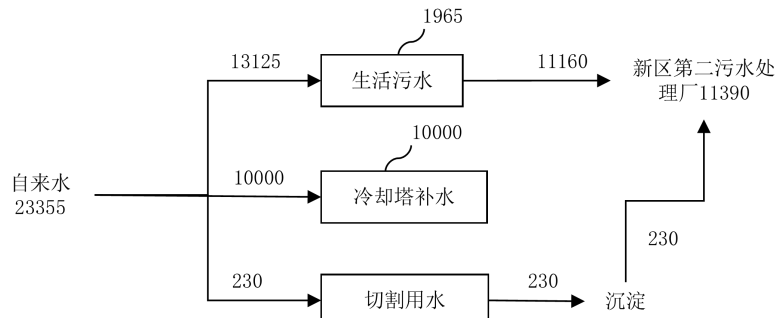 1965
13125
生活污水
11160
新区第二污水处
理厂11390
10000
自来水
23355
10000
冷却塔补水
230
230
切割用水
230
沉淀